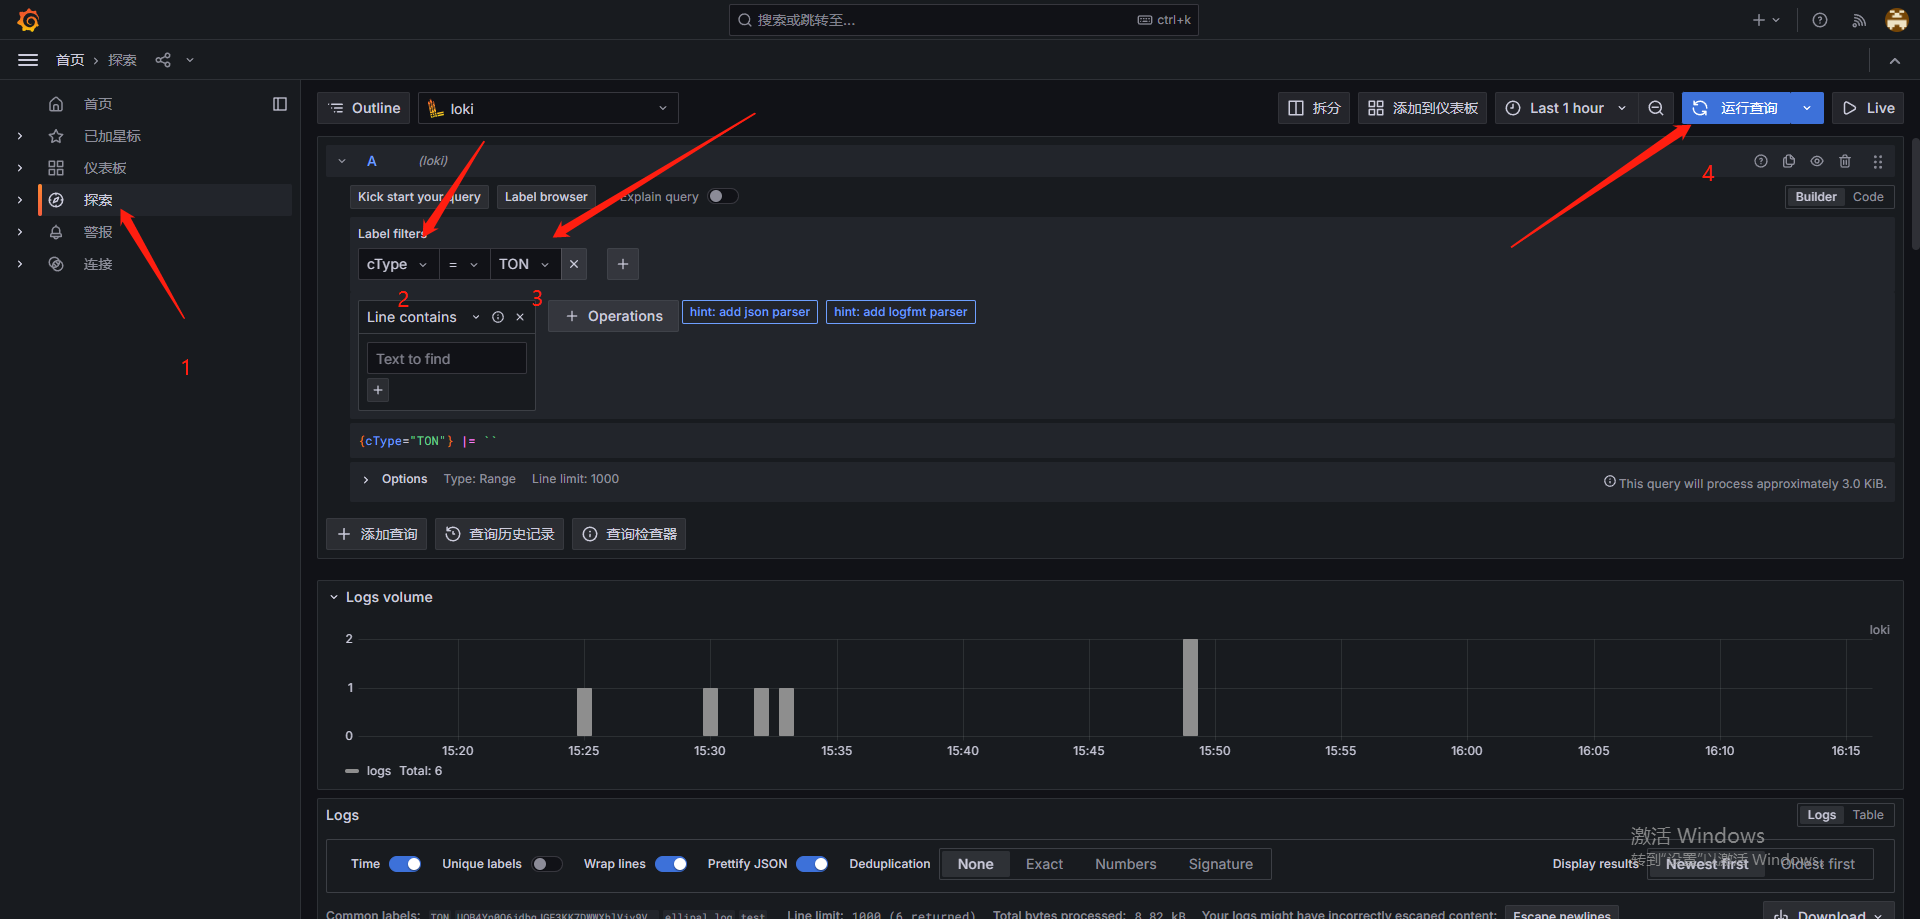 搜索或跳转至...
ctrl+k
首页 › 探索
首页
已加星标
仪表板
探索
警报
连接
1
Outline
loki
拆分
添加到仪表板
Last 1 hour
运行查询
Live
A (loki)
4
Kick start your query
Label browser
Explain query
Builder Code
Label filters
cType = TON
2
3
Line contains
Operations
hint: add json parser
hint: add logfmt parser
Text to find
{cType="TON"} |= ``
Options Type: Range Line limit: 1000
This query will process approximately 3.0 KiB.
添加查询
查询历史记录
查询检查器
Logs volume
loki
2
1
0
15:20 15:25 15:30 15:35 15:40 15:45 15:50 15:55 16:00 16:05 16:10 16:15
logs Total: 6
Logs
Logs Table
激活 Windows
转到"设置"以激活 Windows。
Time Unique labels Wrap lines Prettify JSON Deduplication None Exact Numbers Signature
Display results Newest first Oldest first
Common labels: TON ellipal_log test Line limit: 1000 (6 returned) Total bytes processed: 8.82 kB Your logs might have incorrectly escaped content: Escape newlines
Download